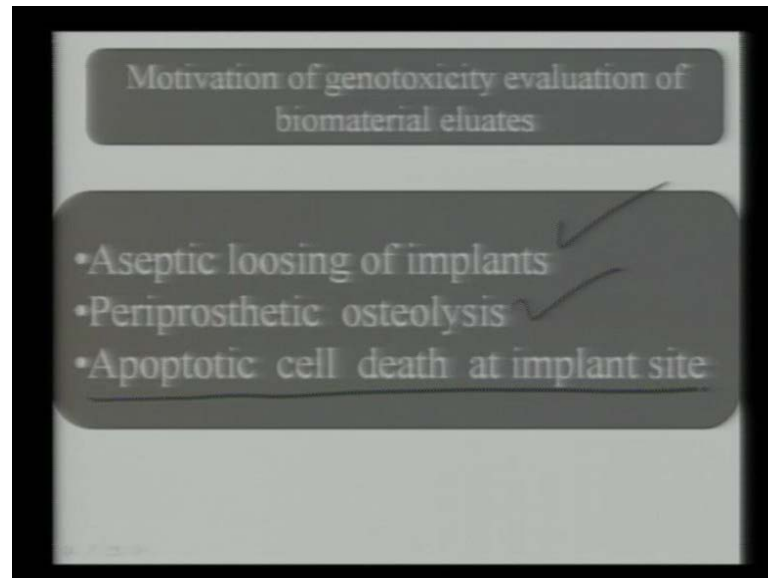 Motivation of genotoxicity evaluation of
biomaterial eluates
•Aseptic loosing of implants
•Periprosthetic osteolysis
•Apoptotic cell death at implant site